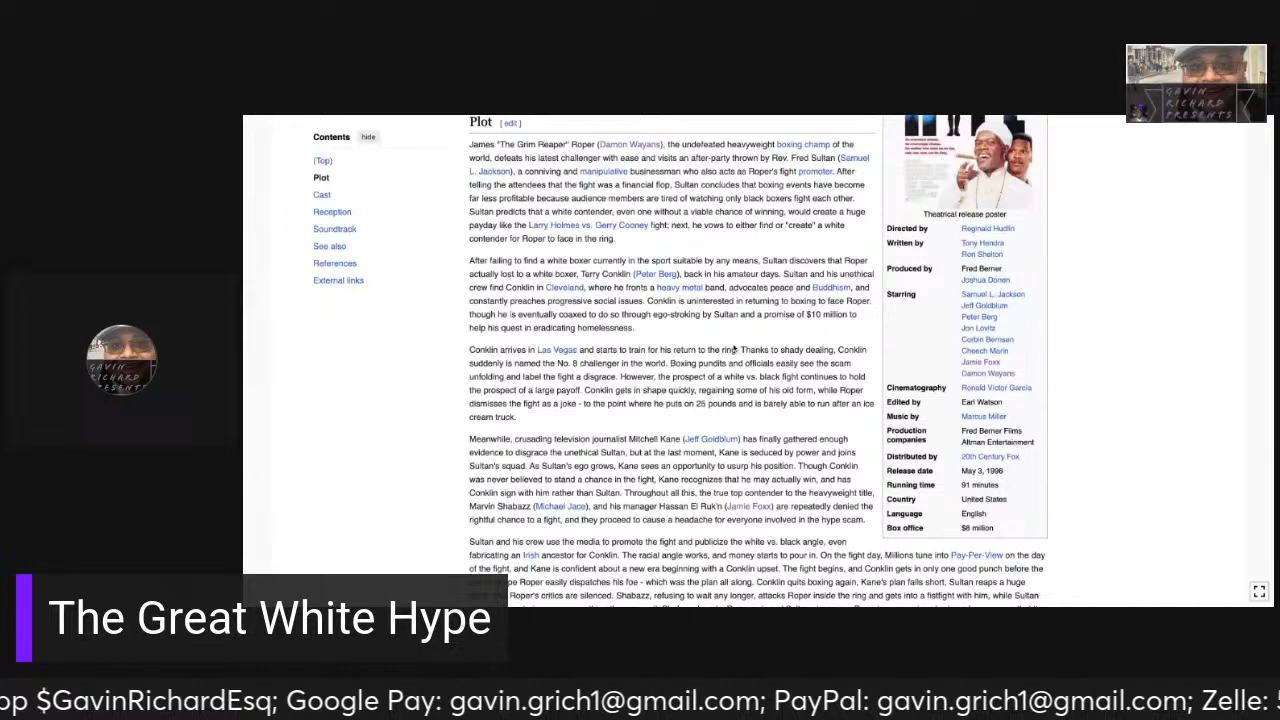 GAVIN
RICHARD
PRESENTS
Contents hide
(Top)
Plot
Cast
Reception
Soundtrack
See also
References
External links
Plot [ edit ]
James "The Grim Reaper" Roper (Damon Wayans), the undefeated heavyweight boxing champ of the
world, defeats his latest challenger with ease and visits an after-party thrown by Rev. Fred Sultan (Samuel
L. Jackson), a conniving and manipulative businessman who also acts as Roper's fight promoter. After
telling the attendees that the fight was a financial flop, Sultan concludes that boxing events have become
far less profitable because audience members are tired of watching only black boxers fight each other.
Sultan predicts that a white contender, even one without a viable chance of winning, would create a huge
payday like the Larry Holmes vs. Gerry Cooney fight; next, he vows to either find or "create" a white
contender for Roper to face in the ring.
After failing to find a white boxer currently in the sport suitable by any means, Sultan discovers that Roper
actually lost to a white boxer, Terry Conklin (Peter Berg), back in his amateur days. Sultan and his unethical
crew find Conklin in Cleveland, where he fronts a heavy metal band, advocates peace and Buddhism, and
constantly preaches progressive social issues. Conklin is uninterested in returning to boxing to face Roper,
though he is eventually coaxed to do so through ego-stroking by Sultan and a promise of $10 million to
help his quest in eradicating homelessness.
Conklin arrives in Las Vegas and starts to train for his return to the ring. Thanks to shady dealing, Conklin
suddenly is named the No. 8 challenger in the world. Boxing pundits and officials easily see the scam
unfolding and label the fight a disgrace. However, the prospect of a white vs. black fight continues to hold
the prospect of a large payoff. Conklin gets in shape quickly, regaining some of his old form, while Roper
dismisses the fight as a joke - to the point where he puts on 25 pounds and is barely able to run after an ice
cream truck.
Meanwhile, crusading television journalist Mitchell Kane (Jeff Goldblum) has finally gathered enough
evidence to disgrace the unethical Sultan, but at the last moment, Kane is seduced by power and joins
Sultan's squad. As Sultan's ego grows, Kane sees an opportunity to usurp his position. Though Conklin
was never believed to stand a chance in the fight, Kane recognizes that he may actually win, and has
Conklin sign with him rather than Sultan. Throughout all this, the true top contender to the heavyweight title,
Marvin Shabazz (Michael Jace), and his manager Hassan El Ruk'n (Jamie Foxx) are repeatedly denied the
rightful chance to a fight, and they proceed to cause a headache for everyone involved in the hype scam.
Sultan and his crew use the media to promote the fight and publicize the white vs. black angle, even
fabricating an Irish ancestor for Conklin. The racial angle works, and money starts to pour in. On the fight day, Millions tune into Pay-Per-View on the day
of the fight, and Kane is confident about a new era beginning with a Conklin upset. The fight begins, and Conklin gets in only one good punch before the
pe Roper easily dispatches his foe - which was the plan all along. Conklin quits boxing again, Kane's plan falls short, Sultan reaps a huge
Roper's critics are silenced. Shabazz, refusing to wait any longer, attacks Roper inside the ring and gets into a fistfight with him, while Sultan
Theatrical release poster
Directed by Reginald Hudlin
Written by Tony Hendra
Ron Shelton
Produced by Fred Berner
Joshua Donen
Starring Samuel L. Jackson
Jeff Goldblum
Peter Berg
Jon Lovitz
Corbin Bernsen
Cheech Marin
Jamie Foxx
Damon Wayans
Cinematography Ronald Víctor García
Edited by Earl Watson
Music by Marcus Miller
Production companies Fred Berner Films
Altman Entertainment
Distributed by 20th Century Fox
Release date May 3, 1996
Running time 91 minutes
Country United States
Language English
Box office $8 million
The Great White Hype
pp $GavinRichardEsq; Google Pay: gavin.grich1@gmail.com; PayPal: gavin.grich1@gmail.com; Zelle: